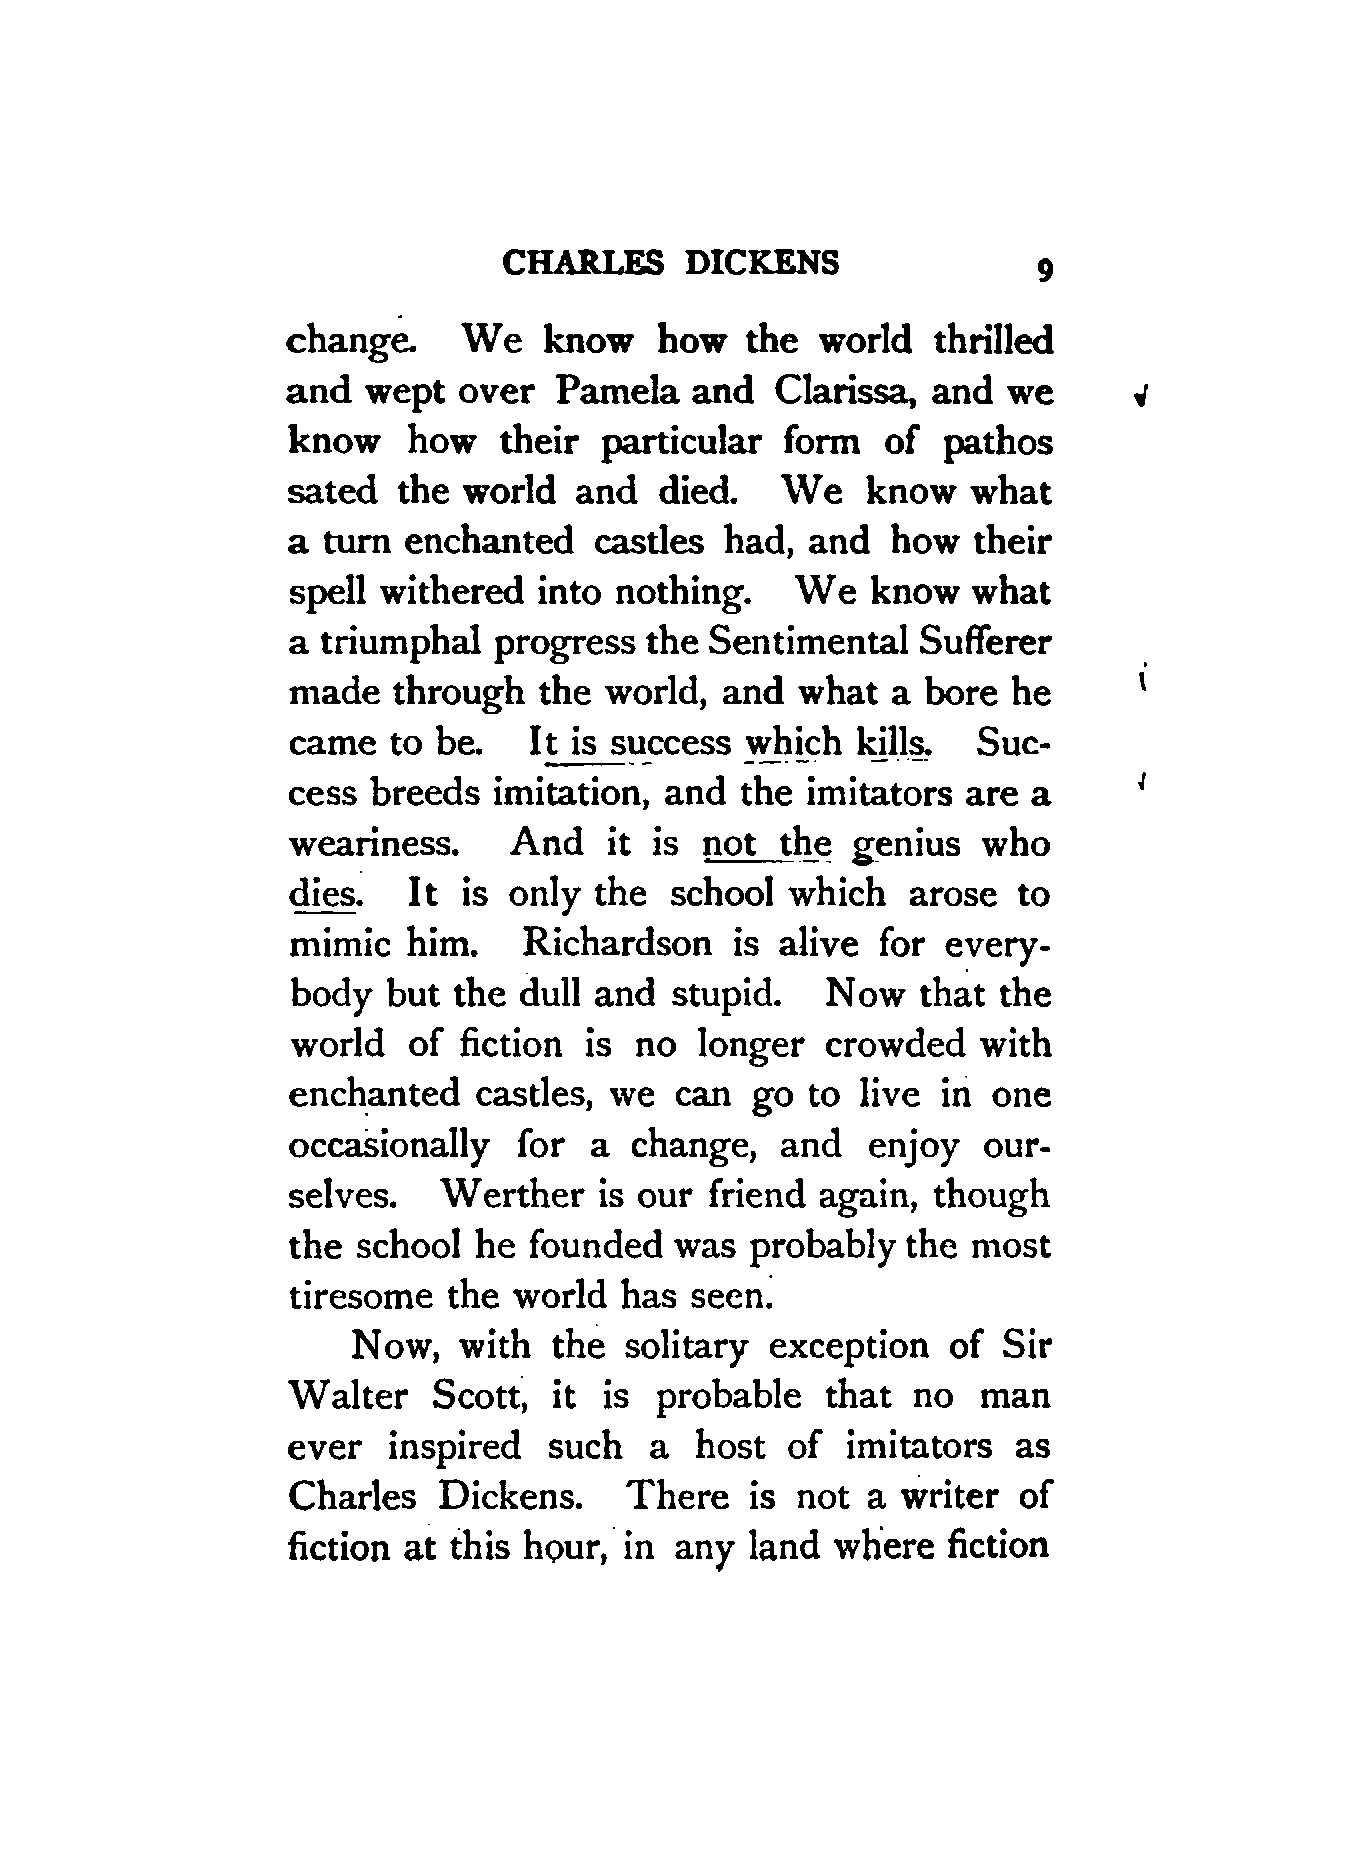 CHARLES DICKENS 9
change. We know how the world thrilled
and wept over Pamela and Clarissa, and we
know how their particular form of pathos
sated the world and died. We know what
a turn enchanted castles had, and how their
spell withered into nothing. We know what
a triumphal progress the Sentimental Sufferer
made through the world, and what a bore he
came to be. It is success which kills. Suc-
cess breeds imitation, and the imitators are a
weariness. And it is not the genius who
dies. It is only the school which arose to
mimic him. Richardson is alive for every-
body but the dull and stupid. Now that the
world of fiction is no longer crowded with
enchanted castles, we can go to live in one
occasionally for a change, and enjoy our-
selves. Werther is our friend again, though
the school he founded was probably the most
tiresome the world has seen.
Now, with the solitary exception of Sir
Walter Scott, it is probable that no man
ever inspired such a host of imitators as
Charles Dickens. There is not a writer of
fiction at this hour, in any land where fiction